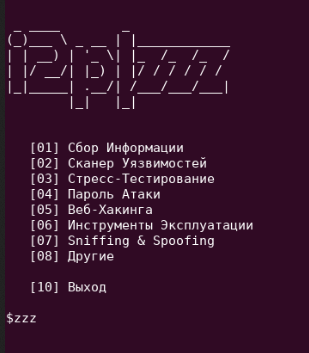 [01] Сбор Информации
[02] Сканер Уязвимостей
[03] Стресс-Тестирование
[04] Пароль Атаки
[05] Веб-Хакинга
[06] Инструменты Эксплуатации
[07] Sniffing & Spoofing
[08] Другие
[10] Выход
$zzz